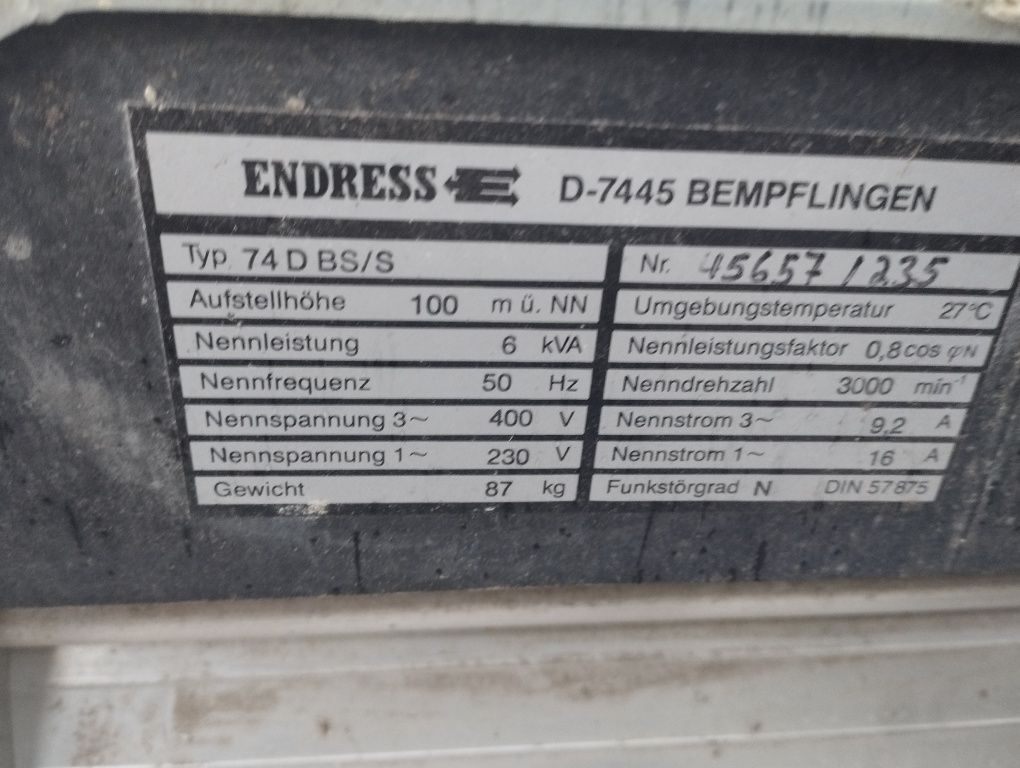 ENDRESS D-7445 BEMPFLINGEN
Typ 74 D BS/S Nr. 45657 / 235
Aufstellhöhe 100 m ü. NN Umgebungstemperatur 27°C
Nennleistung 6 kVA Nennleistungsfaktor 0,8 cos φN
Nennfrequenz 50 Hz Nenndrehzahl 3000 min⁻¹
Nennspannung 3~ 400 V Nennstrom 3~ 9,2 A
Nennspannung 1~ 230 V Nennstrom 1~ 16 A
Gewicht 87 kg Funkstörgrad N DIN 57875